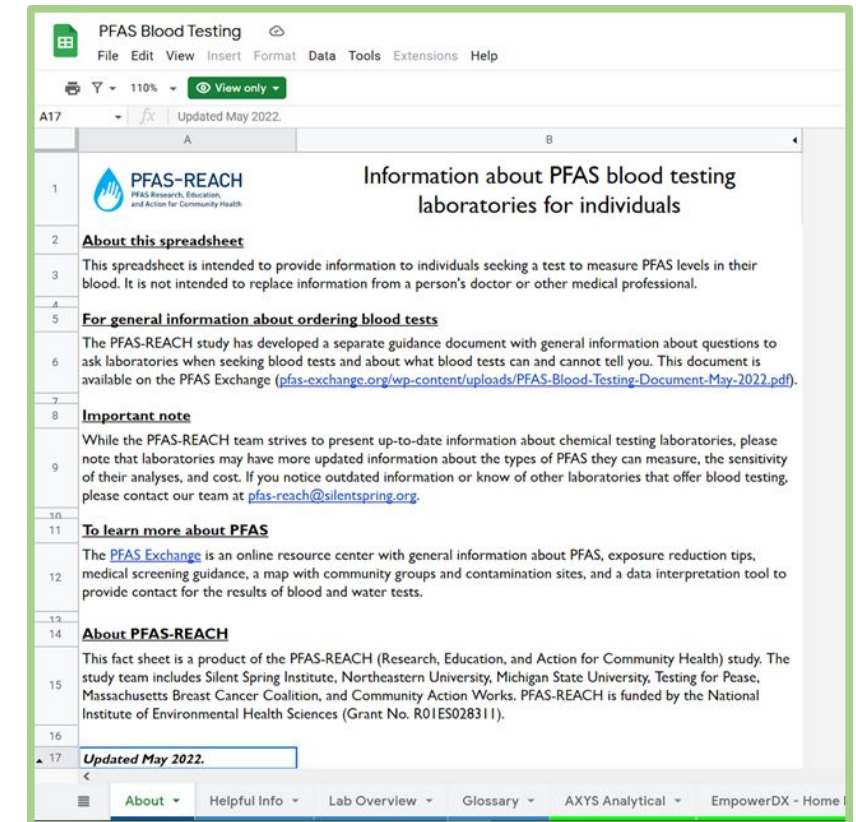 PFAS Blood Testing
File Edit View Insert Format Data Tools Extensions Help
110% View only
A17 fx Updated May 2022.
A B
1
PFAS-REACH
PFAS Research, Education,
and Action for Community Health
Information about PFAS blood testing
laboratories for individuals
2 About this spreadsheet
This spreadsheet is intended to provide information to individuals seeking a test to measure PFAS levels in their
3
blood. It is not intended to replace information from a person's doctor or other medical professional.
4
5 For general information about ordering blood tests
The PFAS-REACH study has developed a separate guidance document with general information about questions to
6 ask laboratories when seeking blood tests and about what blood tests can and cannot tell you. This document is
available on the PFAS Exchange (pfas-exchange.org/wp-content/uploads/PFAS-Blood-Testing-Document-May-2022.pdf).
7
8 Important note
While the PFAS-REACH team strives to present up-to-date information about chemical testing laboratories, please
note that laboratories may have more updated information about the types of PFAS they can measure, the sensitivity
9
of their analyses, and cost. If you notice outdated information or know of other laboratories that offer blood testing,
please contact our team at pfas-reach@silentspring.org.
10
11 To learn more about PFAS
The PFAS Exchange is an online resource center with general information about PFAS, exposure reduction tips,
12 medical screening guidance, a map with community groups and contamination sites, and a data interpretation tool to
provide contact for the results of blood and water tests.
13
14 About PFAS-REACH
This fact sheet is a product of the PFAS-REACH (Research, Education, and Action for Community Health) study. The
15 study team includes Silent Spring Institute, Northeastern University, Michigan State University, Testing for Pease,
Massachusetts Breast Cancer Coalition, and Community Action Works. PFAS-REACH is funded by the National
Institute of Environmental Health Sciences (Grant No. R01ES028311).
16
17 Updated May 2022.
About Helpful Info Lab Overview Glossary AXYS Analytical EmpowerDX - Home